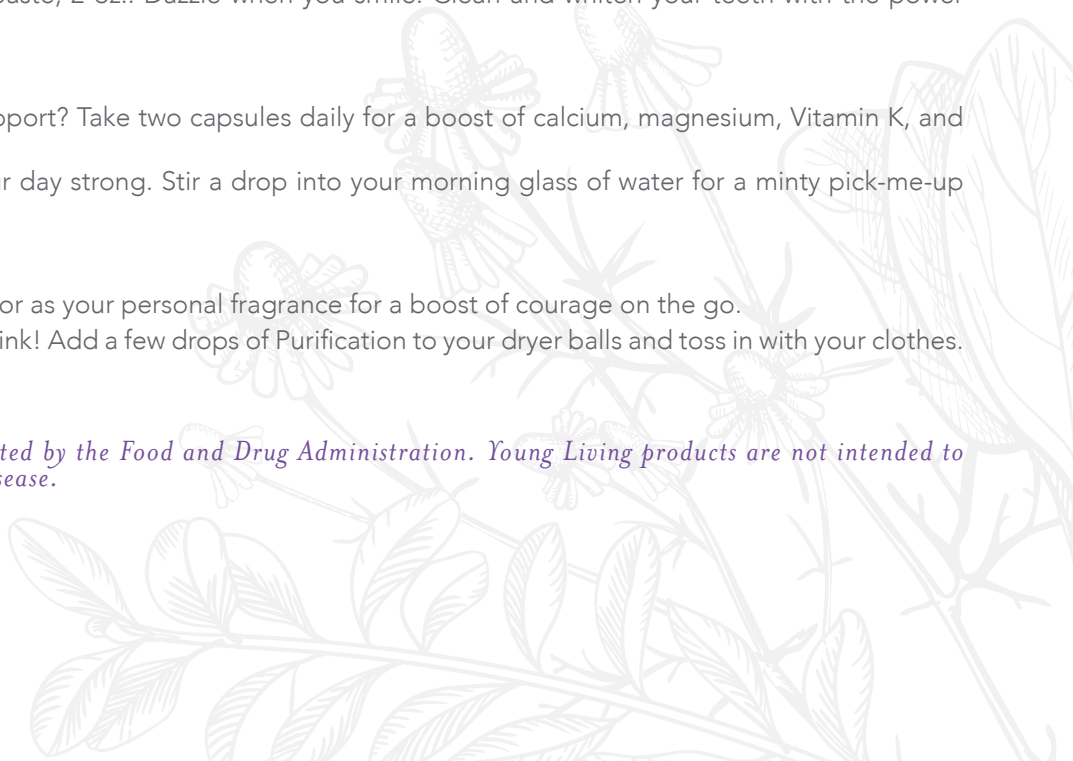 2 oz.! Dazzle when you smile! Clean and whiten your teeth with the power
pport? Take two capsules daily for a boost of calcium, magnesium, Vitamin K, and
r day strong. Stir a drop into your morning glass of water for a minty pick-me-up
or as your personal fragrance for a boost of courage on the go.
ink! Add a few drops of Purification to your dryer balls and toss in with your clothes.
ted by the Food and Drug Administration. Young Living products are not intended to
sease.